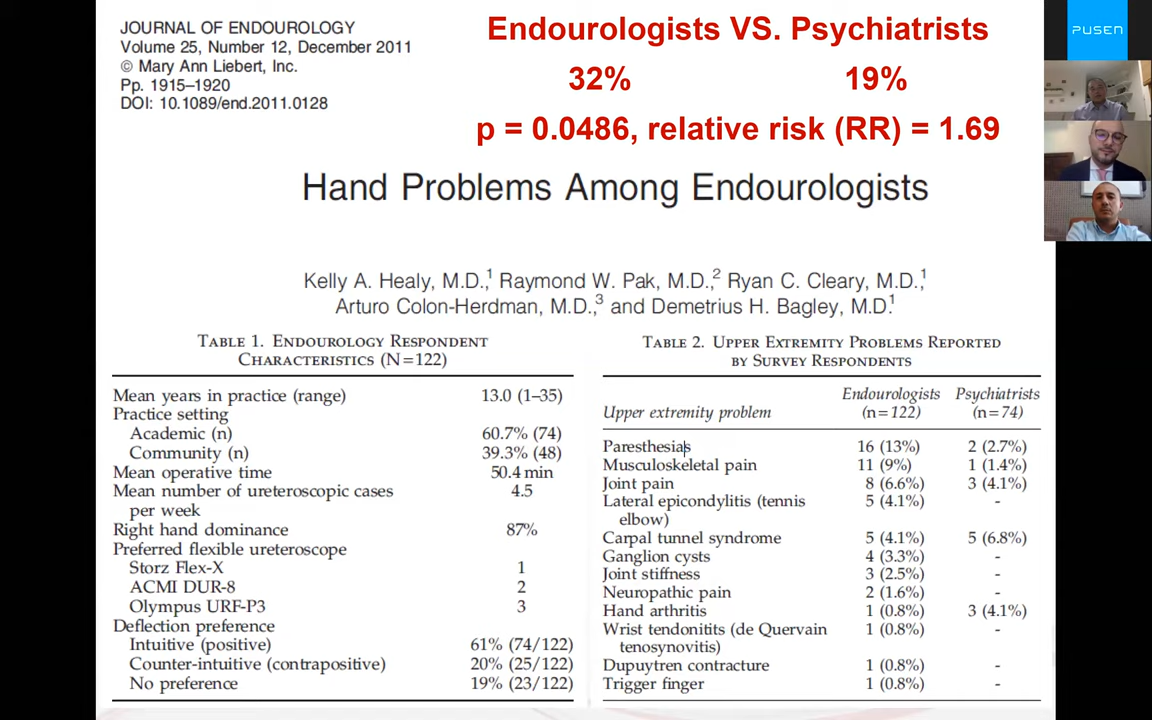 JOURNAL OF ENDOUROLOGY
Volume 25, Number 12, December 2011
© Mary Ann Liebert, Inc.
Pp. 1915–1920
DOI: 10.1089/end.2011.0128
Endourologists VS. Psychiatrists
32% 19%
p = 0.0486, relative risk (RR) = 1.69
PUSEN
Hand Problems Among Endourologists
Kelly A. Healy, M.D.,1 Raymond W. Pak, M.D.,2 Ryan C. Cleary, M.D.,1
Arturo Colon-Herdman, M.D.,3 and Demetrius H. Bagley, M.D.1
Table 1. Endourology Respondent
Characteristics (N=122)
Mean years in practice (range) 13.0 (1–35)
Practice setting
Academic (n) 60.7% (74)
Community (n) 39.3% (48)
Mean operative time 50.4 min
Mean number of ureteroscopic cases 4.5
per week
Right hand dominance 87%
Preferred flexible ureteroscope
Storz Flex-X 1
ACMI DUR-8 2
Olympus URF-P3 3
Deflection preference
Intuitive (positive) 61% (74/122)
Counter-intuitive (contrapositive) 20% (25/122)
No preference 19% (23/122)
Table 2. Upper Extremity Problems Reported
by Survey Respondents
Endourologists Psychiatrists
Upper extremity problem (n=122) (n=74)
Paresthesias 16 (13%) 2 (2.7%)
Musculoskeletal pain 11 (9%) 1 (1.4%)
Joint pain 8 (6.6%) 3 (4.1%)
Lateral epicondylitis (tennis 5 (4.1%) -
elbow)
Carpal tunnel syndrome 5 (4.1%) 5 (6.8%)
Ganglion cysts 4 (3.3%) -
Joint stiffness 3 (2.5%) -
Neuropathic pain 2 (1.6%) -
Hand arthritis 1 (0.8%) 3 (4.1%)
Wrist tendonitits (de Quervain 1 (0.8%) -
tenosynovitis)
Dupuytren contracture 1 (0.8%) -
Trigger finger 1 (0.8%) -